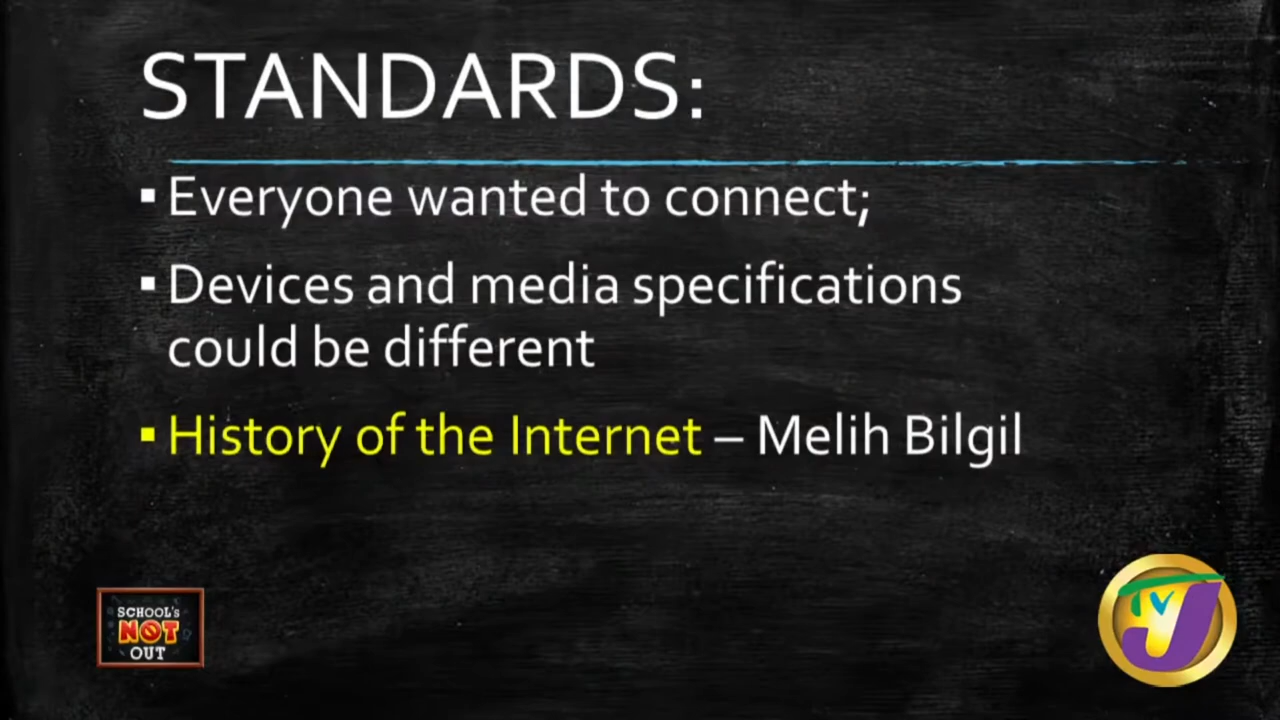 STANDARDS:
▪ Everyone wanted to connect;
▪ Devices and media specifications
could be different
▪ History of the Internet – Melih Bilgil
SCHOOL's
NOT
OUT
TVJ